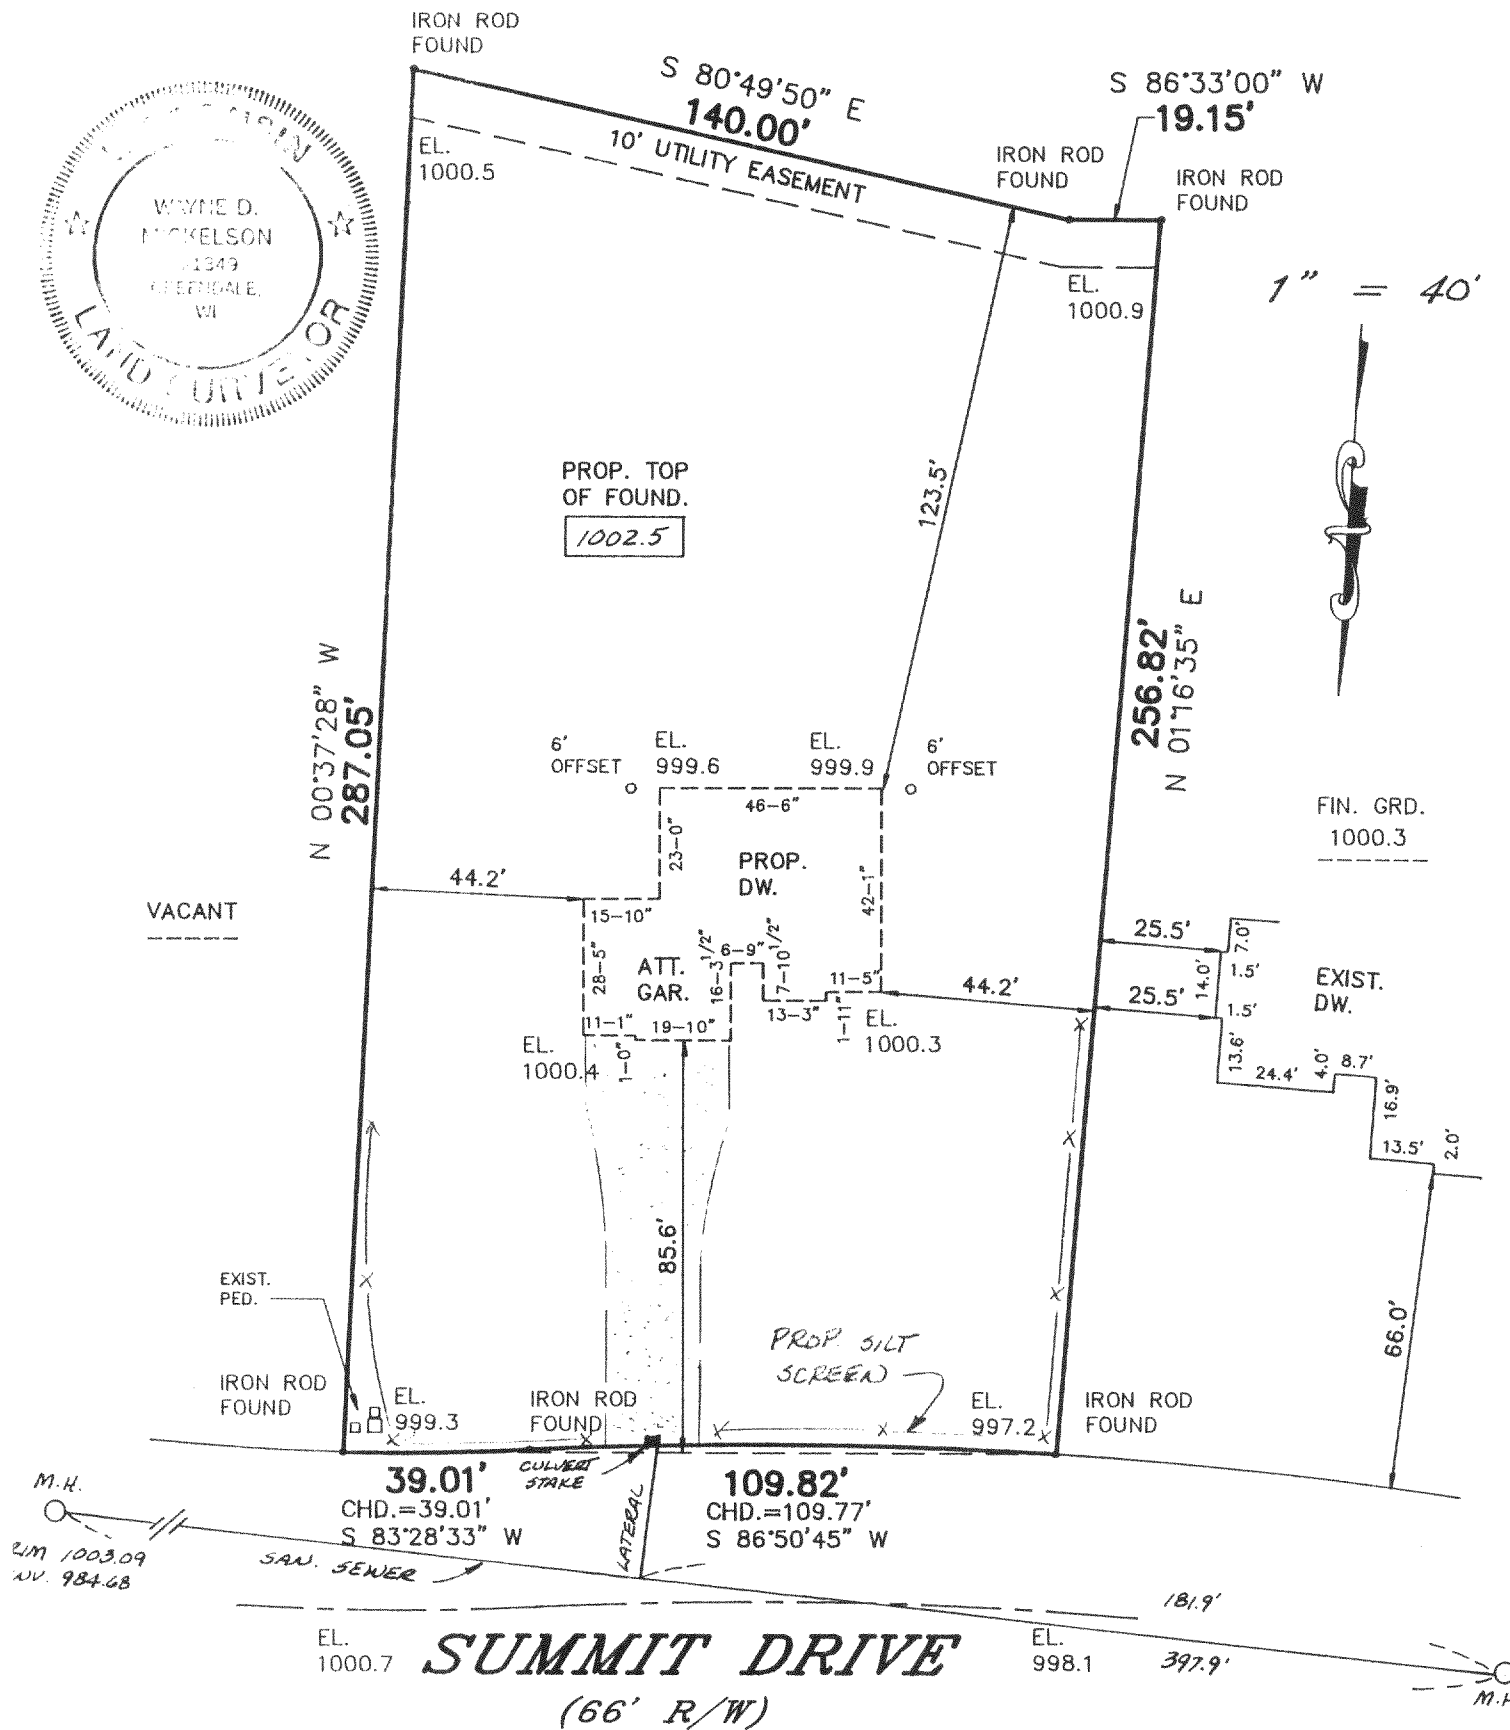 IRON ROD
FOUND
S 80°49'50" E
140.00'
10' UTILITY EASEMENT
S 86°33'00" W
19.15'
IRON ROD
FOUND
IRON ROD
FOUND
EL.
1000.5
EL.
1000.9
WAYNE D.
NICKELSON
GREENDALE,
WI
LAND SURVEYOR
1" = 40'
PROP. TOP
OF FOUND.
1002.5
123.5'
N 00°37'28" W
287.05'
256.82'
N 01°16'35" E
6'
OFFSET
EL.
999.6
EL.
999.9
6'
OFFSET
46-6"
23-0"
PROP.
DW.
42-1"
FIN. GRD.
1000.3
44.2'
15-10"
VACANT
28-5"
ATT.
GAR.
16-3 1/2"
6-9"
7-10 1/2"
11-5"
13-3"
1-11"
44.2'
11-1"
19-10"
1-0"
EL.
1000.4
EL.
1000.3
25.5'
7.0'
14.0'
1.5'
25.5'
1.5'
EXIST.
DW.
13.6'
24.4'
4.0'
8.7'
16.9'
13.5'
2.0'
85.6'
66.0'
EXIST.
PED.
PROP. SILT
SCREEN
IRON ROD
FOUND
EL.
999.3
IRON ROD
FOUND
EL.
997.2
IRON ROD
FOUND
39.01'
CHD.=39.01'
S 83°28'33" W
CULVERT
STAKE
LATERAL
109.82'
CHD.=109.77'
S 86°50'45" W
M.H.
RIM 1003.09
INV. 984.68
SAN. SEWER
181.9'
EL.
1000.7
SUMMIT DRIVE
(66' R/W)
EL.
998.1
397.9'
M.H